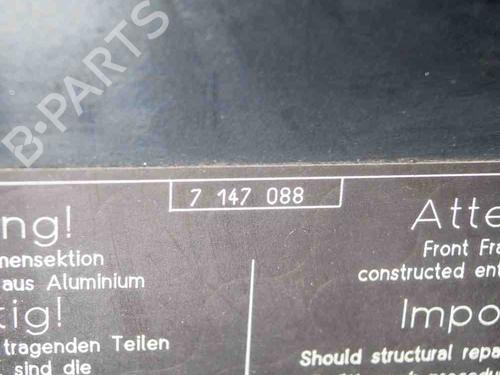 B-PARTS
7 147 088
ng!
mensektion
aus Aluminium
tig!
tragenden Teilen
sind die
Atte
Front Fra
constructed ent
Impo
Should structural repa